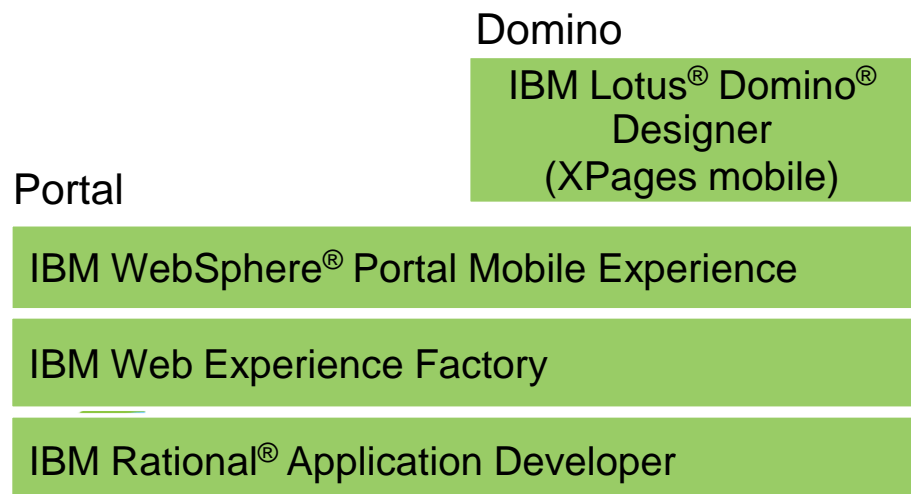 Domino
IBM Lotus® Domino®
Designer
(XPages mobile)
Portal
IBM WebSphere® Portal Mobile Experience
IBM Web Experience Factory
IBM Rational® Application Developer